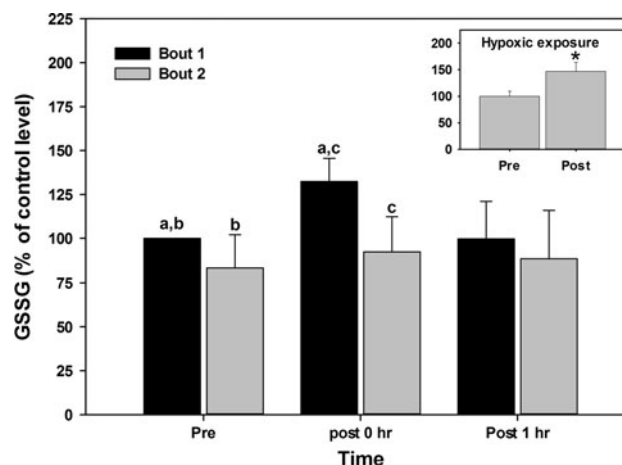 225
200
175
150
125
100
75
50
25
0
GSSG (% of control level)
Bout 1
Bout 2
a,b
b
a,c
c
Pre
post 0 hr
Post 1 hr
Time
Hypoxic exposure
200
150
100
50
0
*
Pre
Post